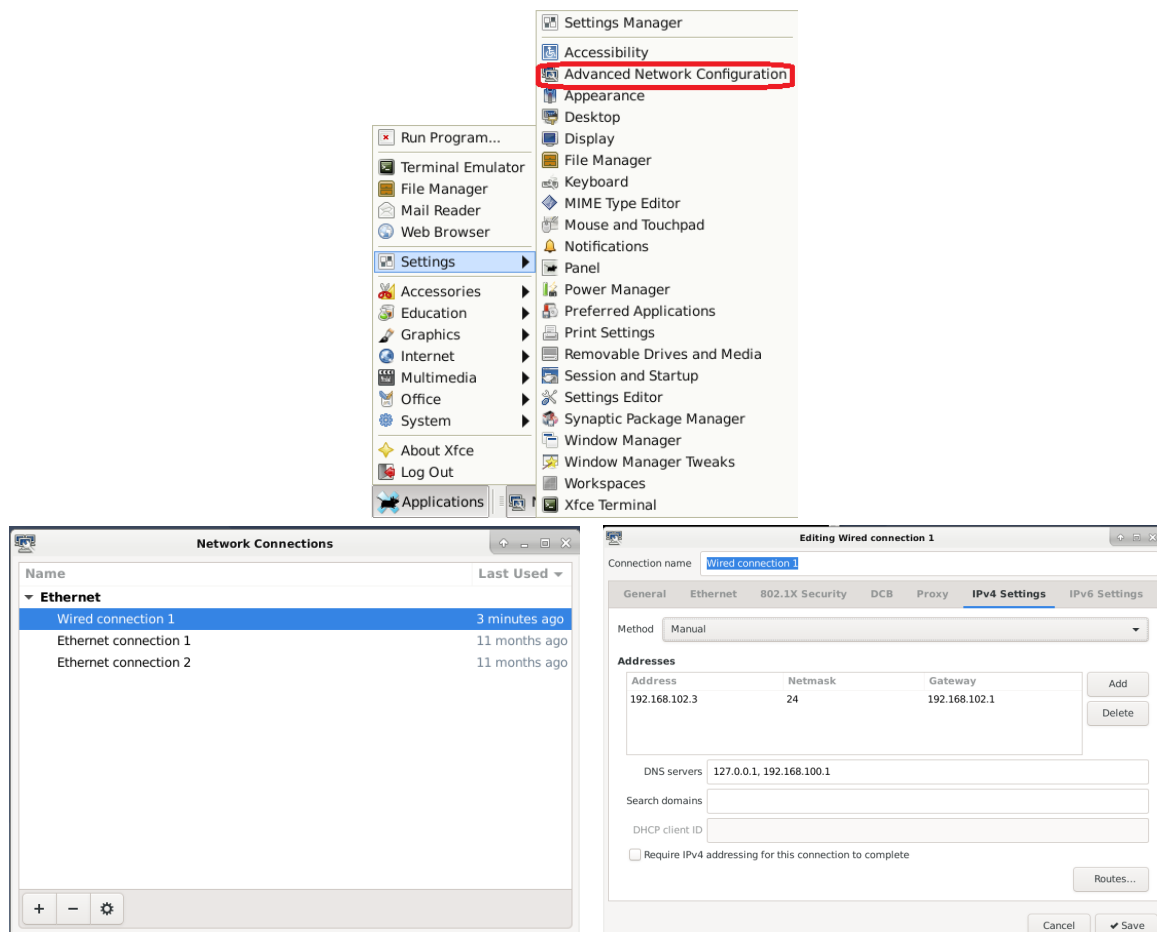 Settings Manager
Accessibility
Advanced Network Configuration
Appearance
Desktop
Display
File Manager
Keyboard
MIME Type Editor
Mouse and Touchpad
Notifications
Panel
Power Manager
Preferred Applications
Print Settings
Removable Drives and Media
Session and Startup
Settings Editor
Synaptic Package Manager
Window Manager
Window Manager Tweaks
Workspaces
Xfce Terminal
Run Program...
Terminal Emulator
File Manager
Mail Reader
Web Browser
Settings
Accessories
Education
Graphics
Internet
Multimedia
Office
System
About Xfce
Log Out
Applications
Network Connections
Name Last Used
Ethernet
Wired connection 1 3 minutes ago
Ethernet connection 1 11 months ago
Ethernet connection 2 11 months ago
Editing Wired connection 1
Connection name Wired connection 1
General Ethernet 802.1X Security DCB Proxy IPv4 Settings IPv6 Settings
Method Manual
Addresses
Address Netmask Gateway
192.168.102.3 24 192.168.102.1
Add
Delete
DNS servers 127.0.0.1, 192.168.100.1
Search domains
DHCP client ID
Require IPv4 addressing for this connection to complete
Routes...
Cancel Save